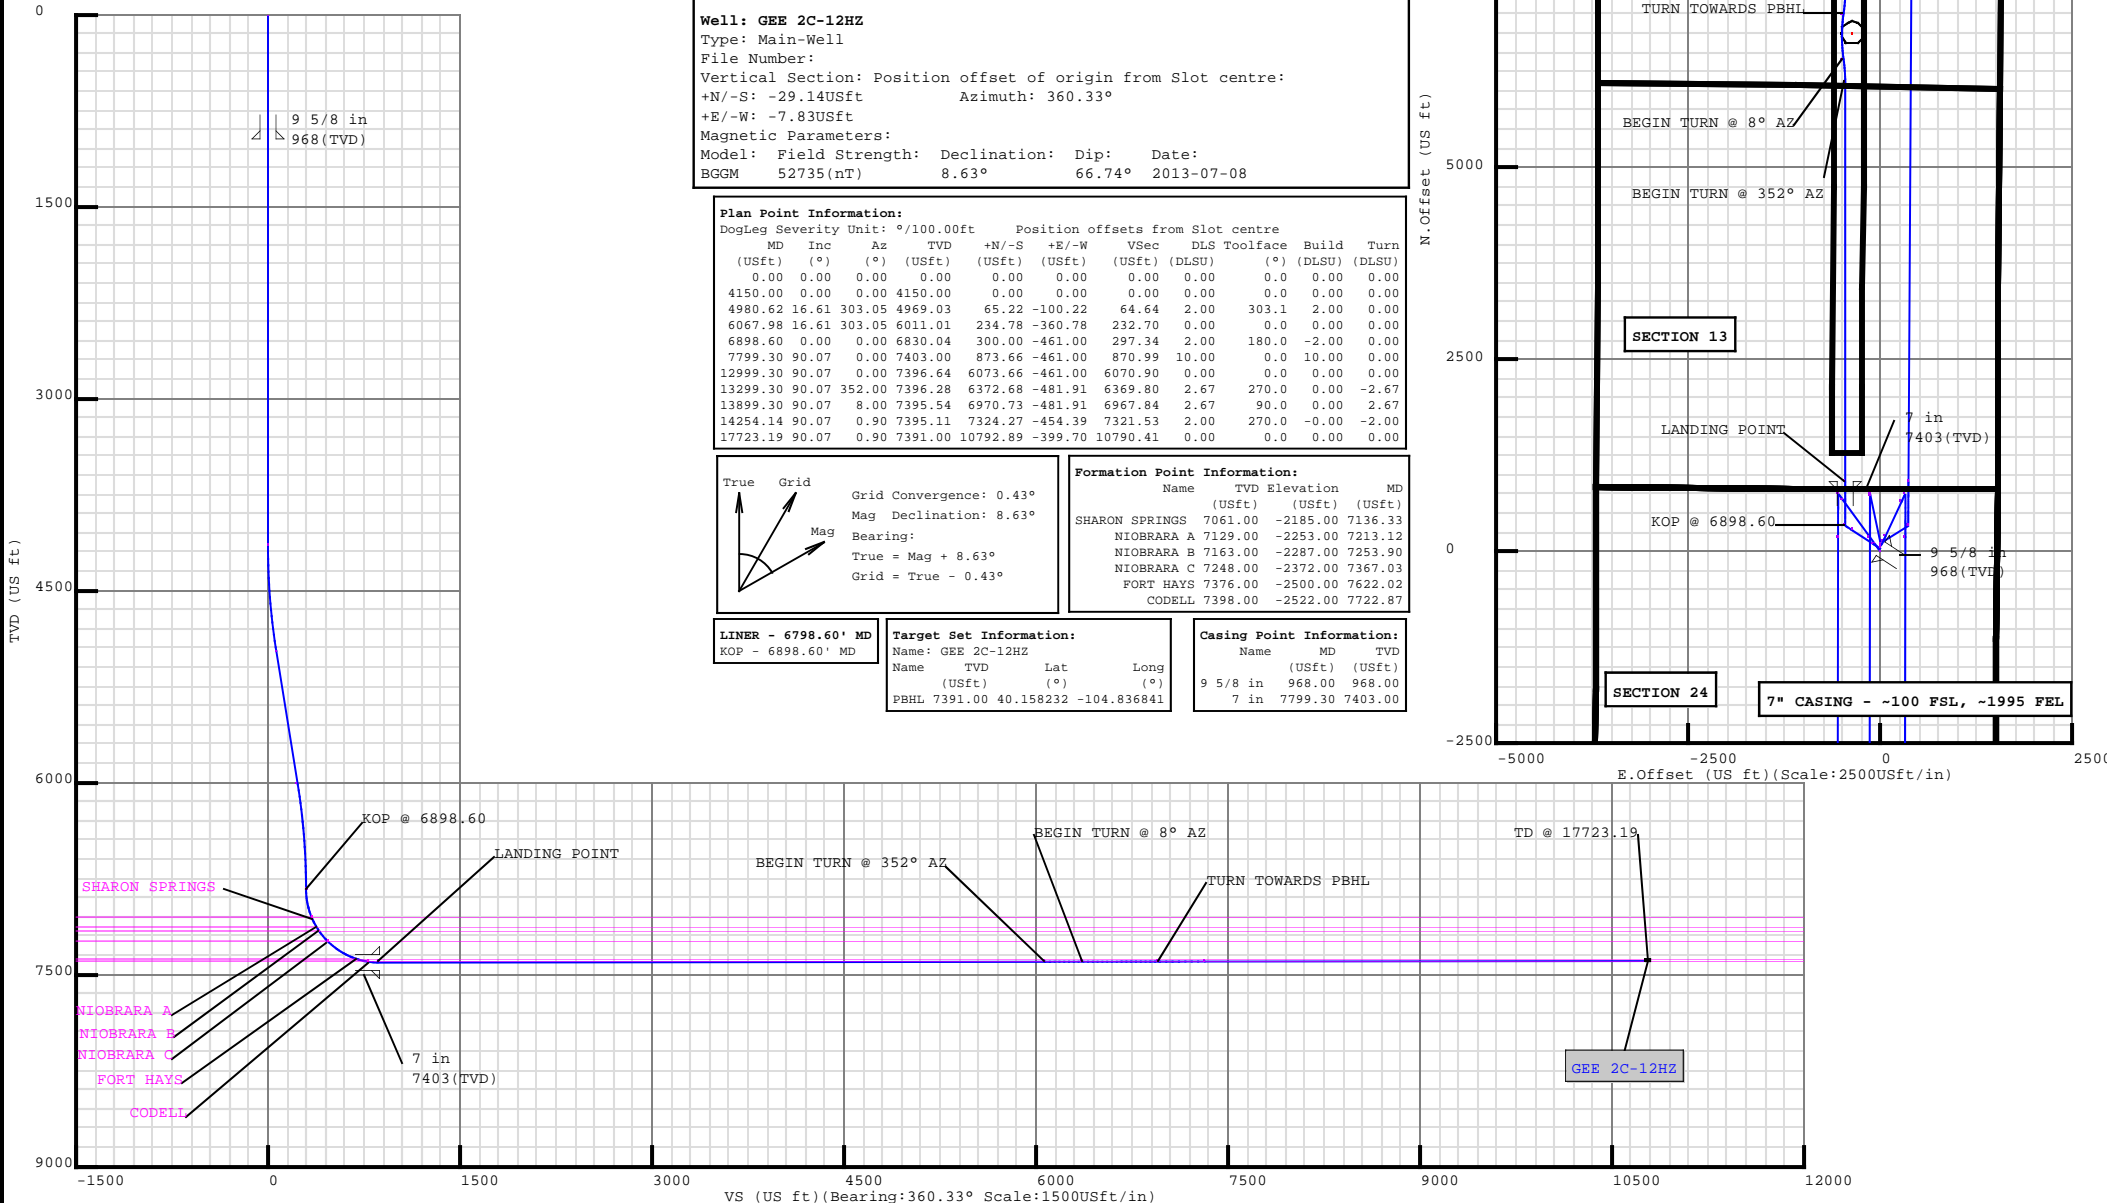 Well: GEE 2C-12HZ
Type: Main-Well
File Number:
Vertical Section: Position offset of origin from Slot centre:
+N/-S: -29.14USft Azimuth: 360.33°
+E/-W: -7.83USft
Magnetic Parameters:
Model: Field Strength: Declination: Dip: Date:
BGGM 52735(nT) 8.63° 66.74° 2013-07-08
Plan Point Information:
DogLeg Severity Unit: °/100.00ft Position offsets from Slot centre
MD Inc Az TVD +N/-S +E/-W VSec DLS Toolface Build Turn
(USft) (°) (°) (USft) (USft) (USft) (USft) (DLSU) (°) (DLSU) (DLSU)
0.00 0.00 0.00 0.00 0.00 0.00 0.00 0.00 0.0 0.00 0.00
4150.00 0.00 0.00 4150.00 0.00 0.00 0.00 0.00 0.0 0.00 0.00
4980.62 16.61 303.05 4969.03 65.22 -100.22 64.64 2.00 303.1 2.00 0.00
6067.98 16.61 303.05 6011.01 234.78 -360.78 232.70 0.00 0.0 0.00 0.00
6898.60 0.00 0.00 6830.04 300.00 -461.00 297.34 2.00 180.0 -2.00 0.00
7799.30 90.07 0.00 7403.00 873.66 -461.00 870.99 10.00 0.0 10.00 0.00
12999.30 90.07 0.00 7396.64 6073.66 -461.00 6070.90 0.00 0.0 0.00 0.00
13299.30 90.07 352.00 7396.28 6372.68 -481.91 6369.80 2.67 270.0 0.00 -2.67
13899.30 90.07 8.00 7395.54 6970.73 -481.91 6967.84 2.67 90.0 0.00 2.67
14254.14 90.07 0.90 7395.11 7324.27 -454.39 7321.53 2.00 270.0 -0.00 -2.00
17723.19 90.07 0.90 7391.00 10792.89 -399.70 10790.41 0.00 0.0 0.00 0.00
True Grid
Mag
Grid Convergence: 0.43°
Mag Declination: 8.63°
Bearing:
True = Mag + 8.63°
Grid = True - 0.43°
Formation Point Information:
Name TVD Elevation MD
(USft) (USft) (USft)
SHARON SPRINGS 7061.00 -2185.00 7136.33
NIOBRARA A 7129.00 -2253.00 7213.12
NIOBRARA B 7163.00 -2287.00 7253.90
NIOBRARA C 7248.00 -2372.00 7367.03
FORT HAYS 7376.00 -2500.00 7622.02
CODELL 7398.00 -2522.00 7722.87
LINER - 6798.60' MD
KOP - 6898.60' MD
Target Set Information:
Name: GEE 2C-12HZ
Name TVD Lat Long
(USft) (°) (°)
PBHL 7391.00 40.158232 -104.836841
Casing Point Information:
Name MD TVD
(USft) (USft)
9 5/8 in 968.00 968.00
7 in 7799.30 7403.00
0
1500
3000
4500
6000
7500
9000
TVD (US ft)
9 5/8 in
968(TVD)
KOP @ 6898.60
LANDING POINT
SHARON SPRINGS
NIOBRARA A
NIOBRARA B
NIOBRARA C
FORT HAYS
CODELL
7 in
7403(TVD)
BEGIN TURN @ 352° AZ
BEGIN TURN @ 8° AZ
TURN TOWARDS PBHL
TD @ 17723.19
GEE 2C-12HZ
-1500 0 1500 3000 4500 6000 7500 9000 10500 12000
VS (US ft)(Bearing:360.33° Scale:1500USft/in)
TURN TOWARDS PBHL
BEGIN TURN @ 8° AZ
BEGIN TURN @ 352° AZ
SECTION 13
LANDING POINT
7 in
7403(TVD)
KOP @ 6898.60
9 5/8 in
968(TVD)
SECTION 24
7" CASING - ~100 FSL, ~1995 FEL
N.Offset (US ft)
5000
2500
0
-2500
-5000 -2500 0 2500
E.Offset (US ft)(Scale:2500USft/in)